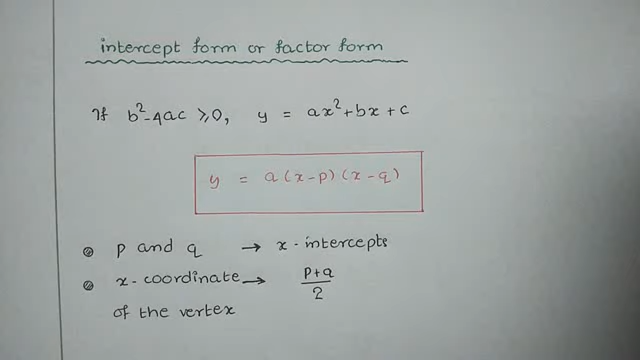 intercept form or factor form
If b²-4ac ≥0, y = ax²+bx+c
y = a(x-p)(x-q)
p and q → x-intercepts
x-coordinate → p+q/2
of the vertex